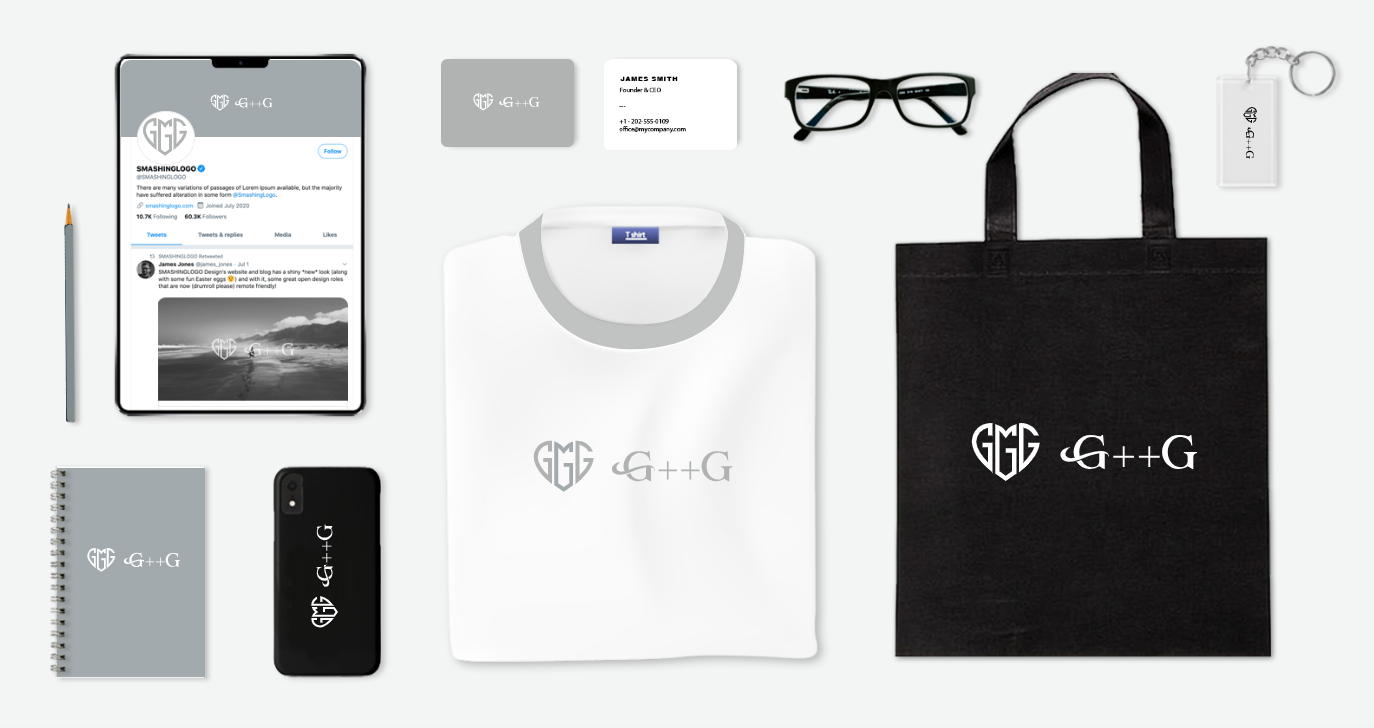 GMG G++G
GMG
Follow
SMASHINGLOGO
@SMASHINGLOGO
There are many variations of passages of Lorem Ipsum available, but the majority
have suffered alteration in some form @SmashingLogo.
smashinglogo.com Joined July 2020
10.7K Following 60.3K Followers
Tweets Tweets & replies Media Likes
SMASHINGLOGO Retweeted
James Jones @james_jones · Jul 1
SMASHINGLOGO Design's website and blog has a shiny *new* look (along
with some fun Easter eggs 😉) and with it, some great open design roles
that are now (drumroll please) remote friendly!
GMG G++G
GMG G++G
JAMES SMITH
Founder & CEO
---
+1 - 202-555-0109
office@mycompany.com
GMG G++G
T shirt
GMG G++G
GMG G++G
GMG G++G
GMG G++G